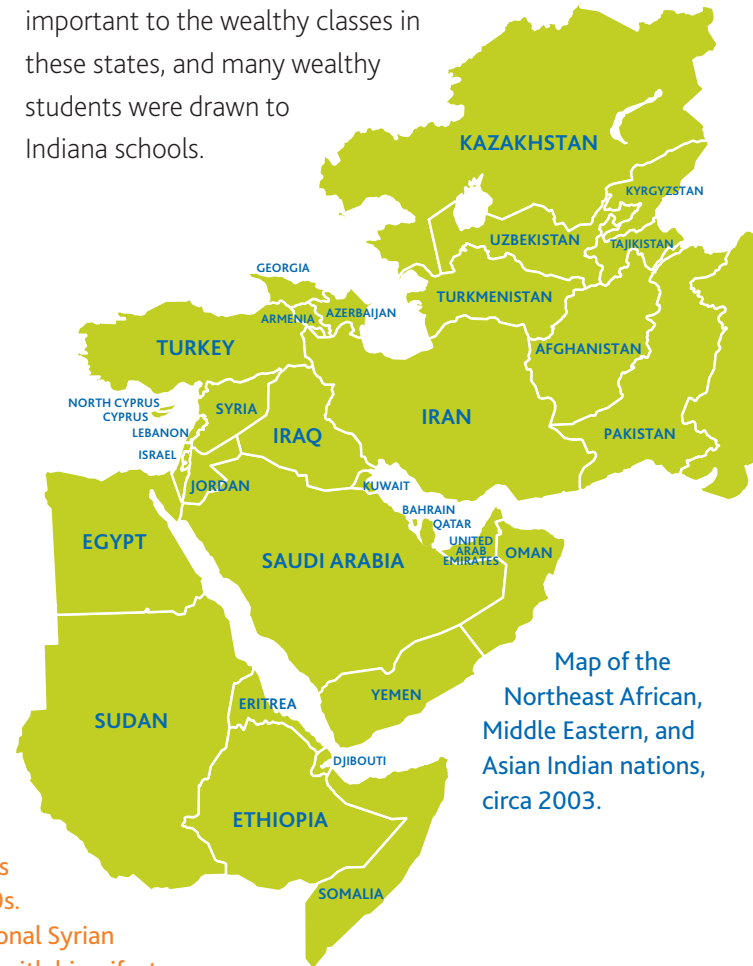 important to the wealthy classes in
these states, and many wealthy
students were drawn to
Indiana schools.
KAZAKHSTAN
KYRGYZSTAN
UZBEKISTAN
TAJIKISTAN
GEORGIA
TURKMENISTAN
ARMENIA
AZERBAIJAN
TURKEY
AFGHANISTAN
NORTH CYPRUS
CYPRUS
SYRIA
IRAN
LEBANON
IRAQ
PAKISTAN
ISRAEL
JORDAN
KUWAIT
BAHRAIN
QATAR
EGYPT
UNITED
ARAB
EMIRATES
OMAN
SAUDI ARABIA
Map of the
Northeast African,
Middle Eastern, and
Asian Indian nations,
circa 2003.
YEMEN
ERITREA
SUDAN
DJIBOUTI
ETHIOPIA
SOMALIA
s
0s.
onal Syrian